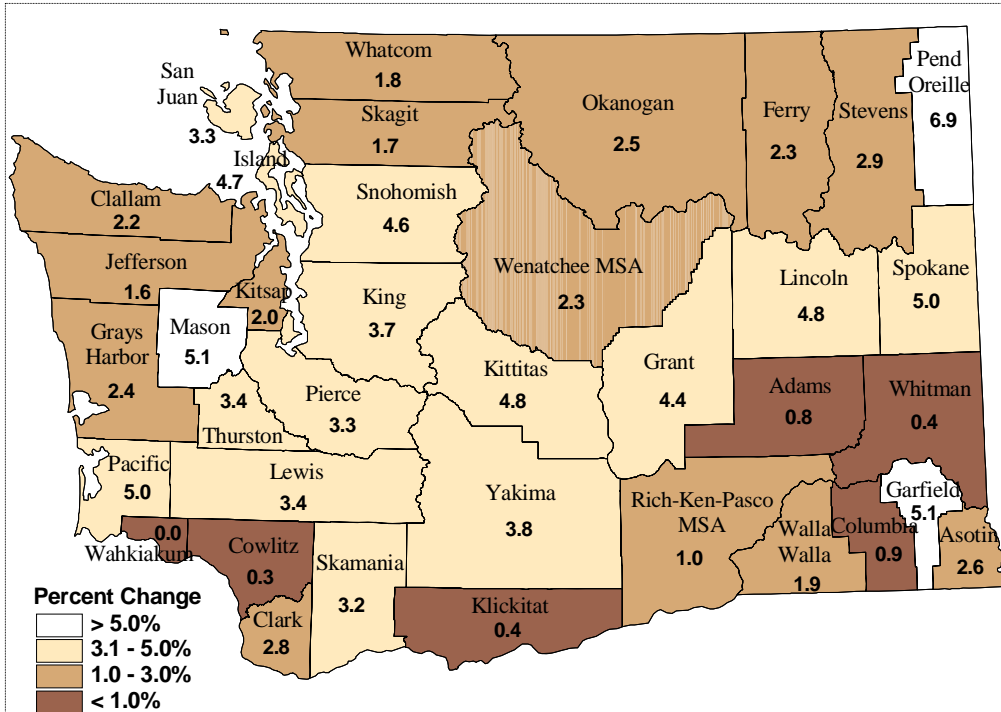 Whatcom
1.8
San
Juan
3.3
Skagit
1.7
Okanogan
2.5
Ferry
2.3
Stevens
2.9
Pend
Oreille
6.9
Island
4.7
Clallam
2.2
Snohomish
4.6
Jefferson
1.6
Kitsap
2.0
Wenatchee MSA
2.3
Lincoln
4.8
Spokane
5.0
King
3.7
Mason
5.1
Grays
Harbor
2.4
Kittitas
4.8
Grant
4.4
Adams
0.8
Whitman
0.4
Pierce
3.3
3.4
Thurston
Pacific
5.0
Lewis
3.4
Yakima
3.8
Rich-Ken-Pasco
MSA
1.0
Walla
Walla
1.9
Columbia
0.9
Garfield
5.1
Asotin
2.6
0.0
Wahkiakum
Cowlitz
0.3
Skamania
3.2
Klickitat
0.4
Clark
2.8
Percent Change
> 5.0%
3.1 - 5.0%
1.0 - 3.0%
< 1.0%